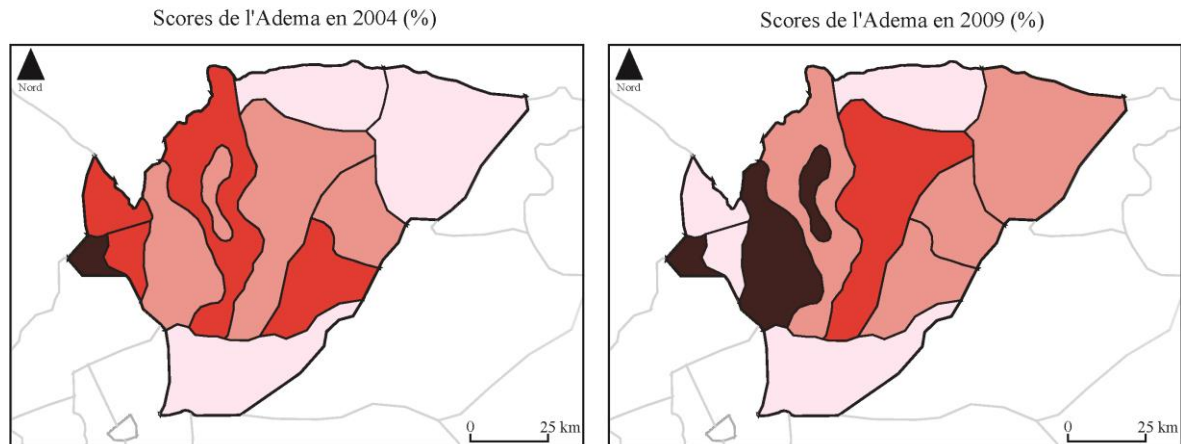 Scores de l'Adema en 2004 (%)
Nord
0 25 km
Scores de l'Adema en 2009 (%)
Nord
0 25 km